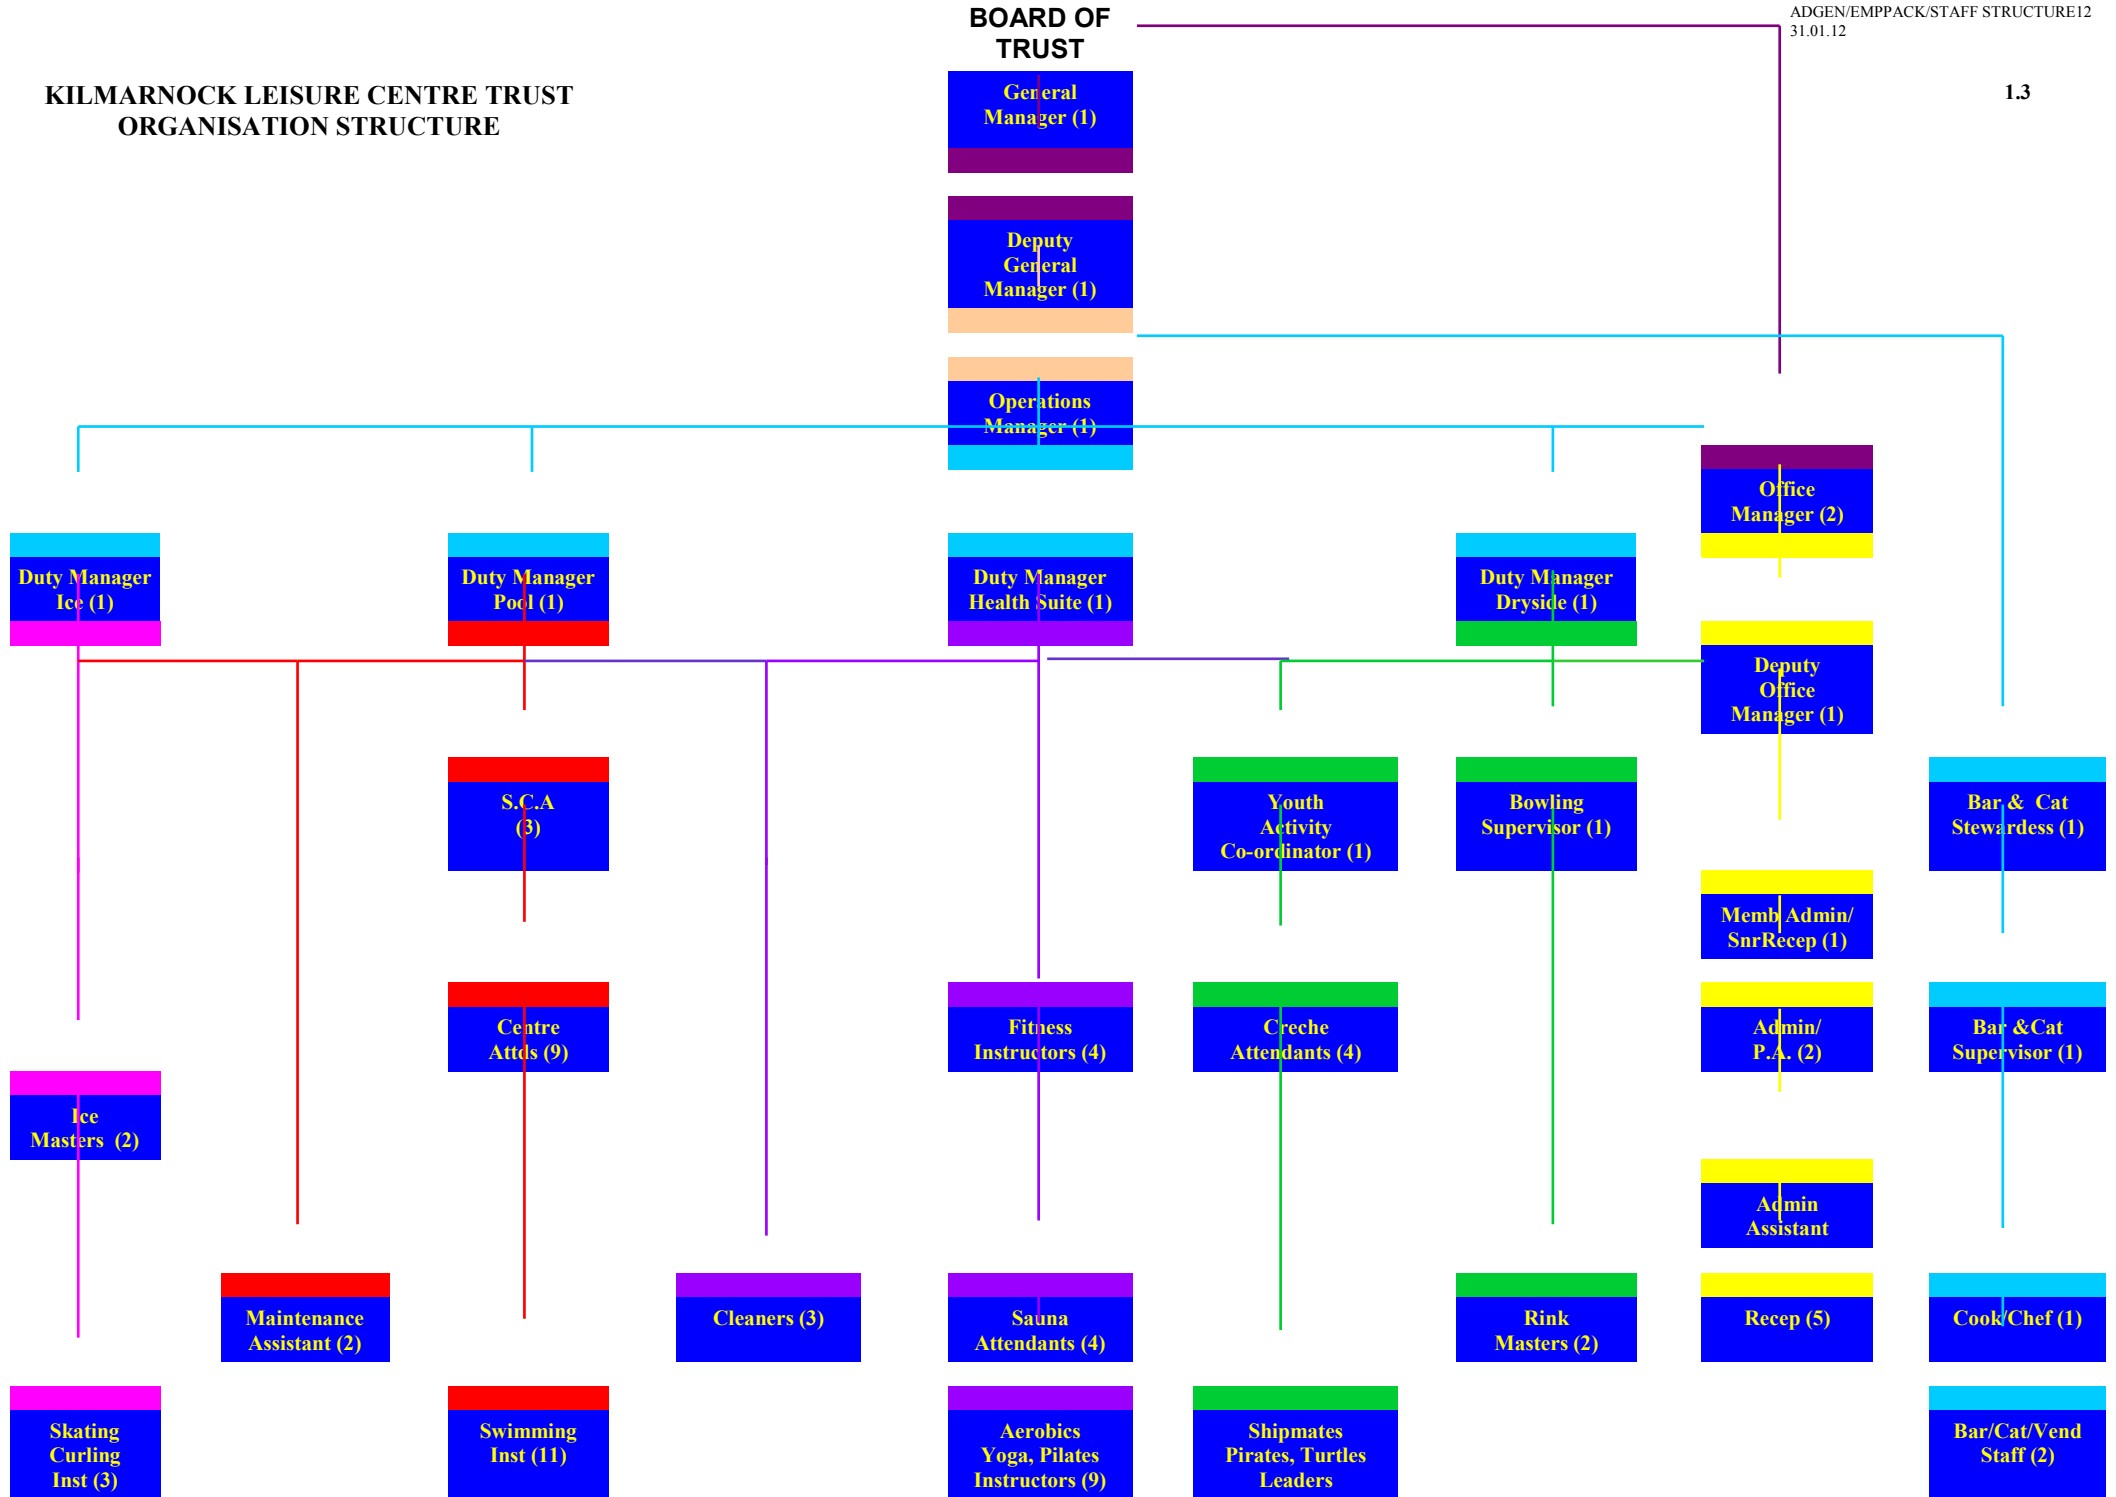 BOARD OF
TRUST
ADGEN/EMPPACK/STAFF STRUCTURE12
31.01.12
KILMARNOCK LEISURE CENTRE TRUST
ORGANISATION STRUCTURE
1.3
General
Manager (1)
Deputy
General
Manager (1)
Operations
Manager (1)
Office
Manager (2)
Duty Manager
Ice (1)
Duty Manager
Pool (1)
Duty Manager
Health Suite (1)
Duty Manager
Dryside (1)
Deputy
Office
Manager (1)
S.C.A
(3)
Youth
Activity
Co-ordinator (1)
Bowling
Supervisor (1)
Bar & Cat
Stewardess (1)
Memb Admin/
SnrRecep (1)
Centre
Attds (9)
Fitness
Instructors (4)
Creche
Attendants (4)
Admin/
P.A. (2)
Bar &Cat
Supervisor (1)
Ice
Masters (2)
Admin
Assistant
Maintenance
Assistant (2)
Cleaners (3)
Sauna
Attendants (4)
Rink
Masters (2)
Recep (5)
Cook/Chef (1)
Skating
Curling
Inst (3)
Swimming
Inst (11)
Aerobics
Yoga, Pilates
Instructors (9)
Shipmates
Pirates, Turtles
Leaders
Bar/Cat/Vend
Staff (2)